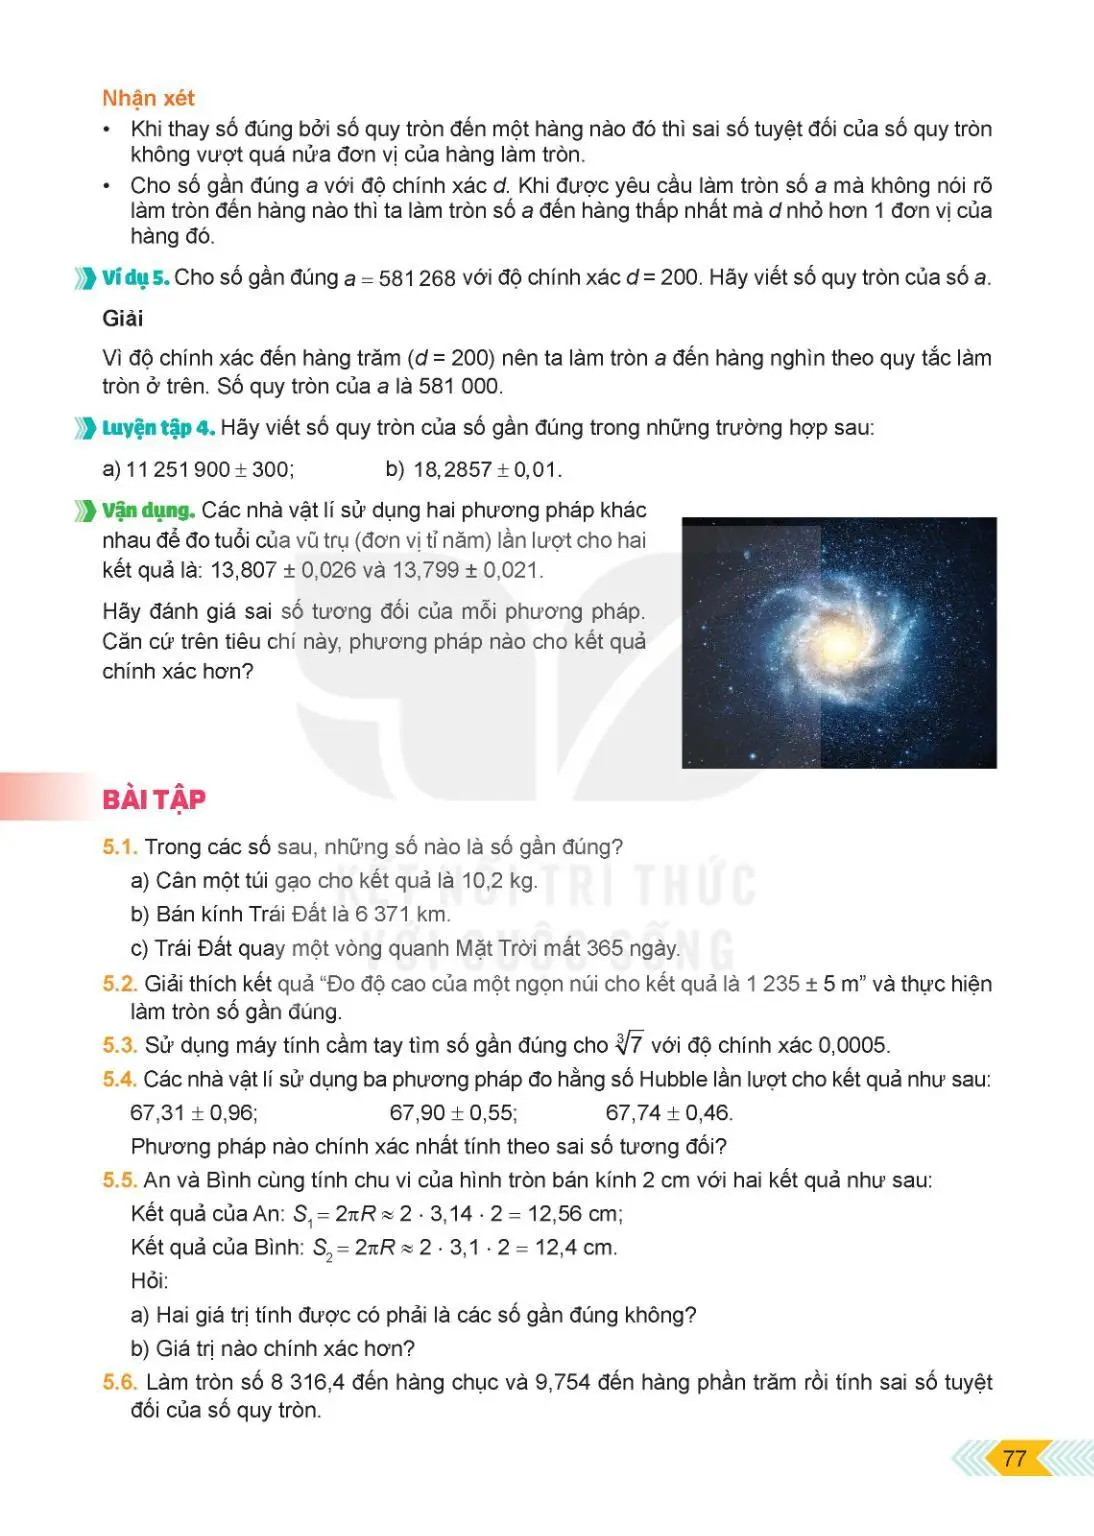 Nhận xét
• Khi thay số đúng bởi số quy tròn đến một hàng nào đó thì sai số tuyệt đối của số quy tròn
không vượt quá nửa đơn vị của hàng làm tròn.
• Cho số gần đúng a với độ chính xác d. Khi được yêu cầu làm tròn số a mà không nói rõ
làm tròn đến hàng nào thì ta làm tròn số a đến hàng thấp nhất mà d nhỏ hơn 1 đơn vị của
hàng đó.
Ví dụ 5. Cho số gần đúng a = 581 268 với độ chính xác d = 200. Hãy viết số quy tròn của số a.
Giải
Vì độ chính xác đến hàng trăm (d = 200) nên ta làm tròn a đến hàng nghìn theo quy tắc làm
tròn ở trên. Số quy tròn của a là 581 000.
Luyện tập 4. Hãy viết số quy tròn của số gần đúng trong những trường hợp sau:
a) 11 251 900 ± 300; b) 18,2857 ± 0,01.
Vận dụng. Các nhà vật lí sử dụng hai phương pháp khác
nhau để đo tuổi của vũ trụ (đơn vị tỉ năm) lần lượt cho hai
kết quả là: 13,807 ± 0,026 và 13,799 ± 0,021.
Hãy đánh giá sai số tương đối của mỗi phương pháp.
Căn cứ trên tiêu chí này, phương pháp nào cho kết quả
chính xác hơn?
BÀI TẬP
5.1. Trong các số sau, những số nào là số gần đúng?
a) Cân một túi gạo cho kết quả là 10,2 kg.
b) Bán kính Trái Đất là 6 371 km.
c) Trái Đất quay một vòng quanh Mặt Trời mất 365 ngày.
KẾT NỐI TRI THỨC
VỚI CUỘC SỐNG
5.2. Giải thích kết quả “Đo độ cao của một ngọn núi cho kết quả là 1 235 ± 5 m” và thực hiện
làm tròn số gần đúng.
5.3. Sử dụng máy tính cầm tay tìm số gần đúng cho ∛7 với độ chính xác 0,0005.
5.4. Các nhà vật lí sử dụng ba phương pháp đo hằng số Hubble lần lượt cho kết quả như sau:
67,31 ± 0,96; 67,90 ± 0,55; 67,74 ± 0,46.
Phương pháp nào chính xác nhất tính theo sai số tương đối?
5.5. An và Bình cùng tính chu vi của hình tròn bán kính 2 cm với hai kết quả như sau:
Kết quả của An: S₁ = 2πR ≈ 2 · 3,14 · 2 = 12,56 cm;
Kết quả của Bình: S₂ = 2πR ≈ 2 · 3,1 · 2 = 12,4 cm.
Hỏi:
a) Hai giá trị tính được có phải là các số gần đúng không?
b) Giá trị nào chính xác hơn?
5.6. Làm tròn số 8 316,4 đến hàng chục và 9,754 đến hàng phần trăm rồi tính sai số tuyệt
đối của số quy tròn.
77